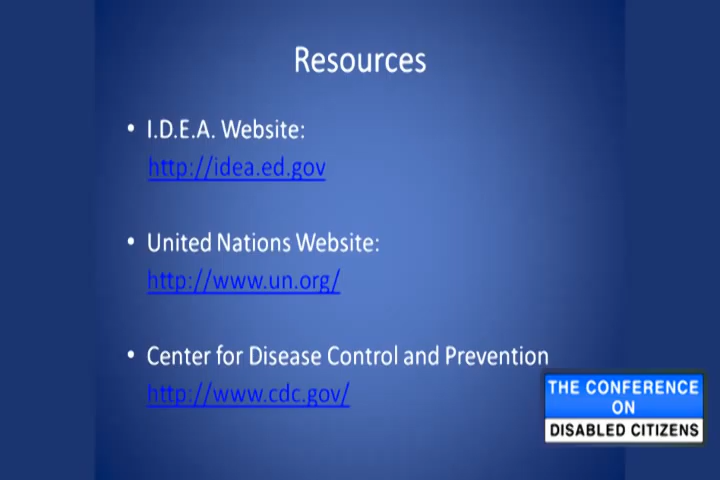 Resources
• I.D.E.A. Website:
http://idea.ed.gov
• United Nations Website:
http://www.un.org/
• Center for Disease Control and Prevention
http://www.cdc.gov/
THE CONFERENCE
ON
DISABLED CITIZENS